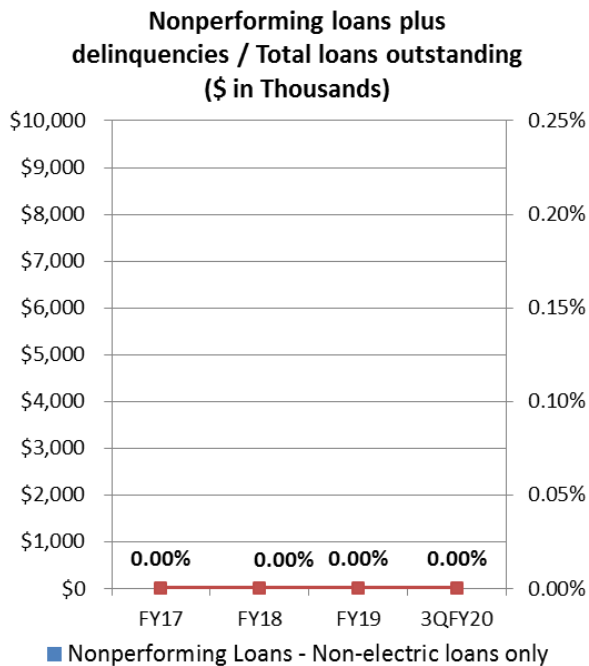 Nonperforming loans plus
delinquencies / Total loans outstanding
($ in Thousands)
$10,000
0.25%
$9,000
$8,000
0.20%
$7,000
$6,000
0.15%
$5,000
$4,000
0.10%
$3,000
$2,000
0.05%
$1,000
0.00% 0.00% 0.00% 0.00%
$0
0.00%
FY17 FY18 FY19 3QFY20
Nonperforming Loans - Non-electric loans only